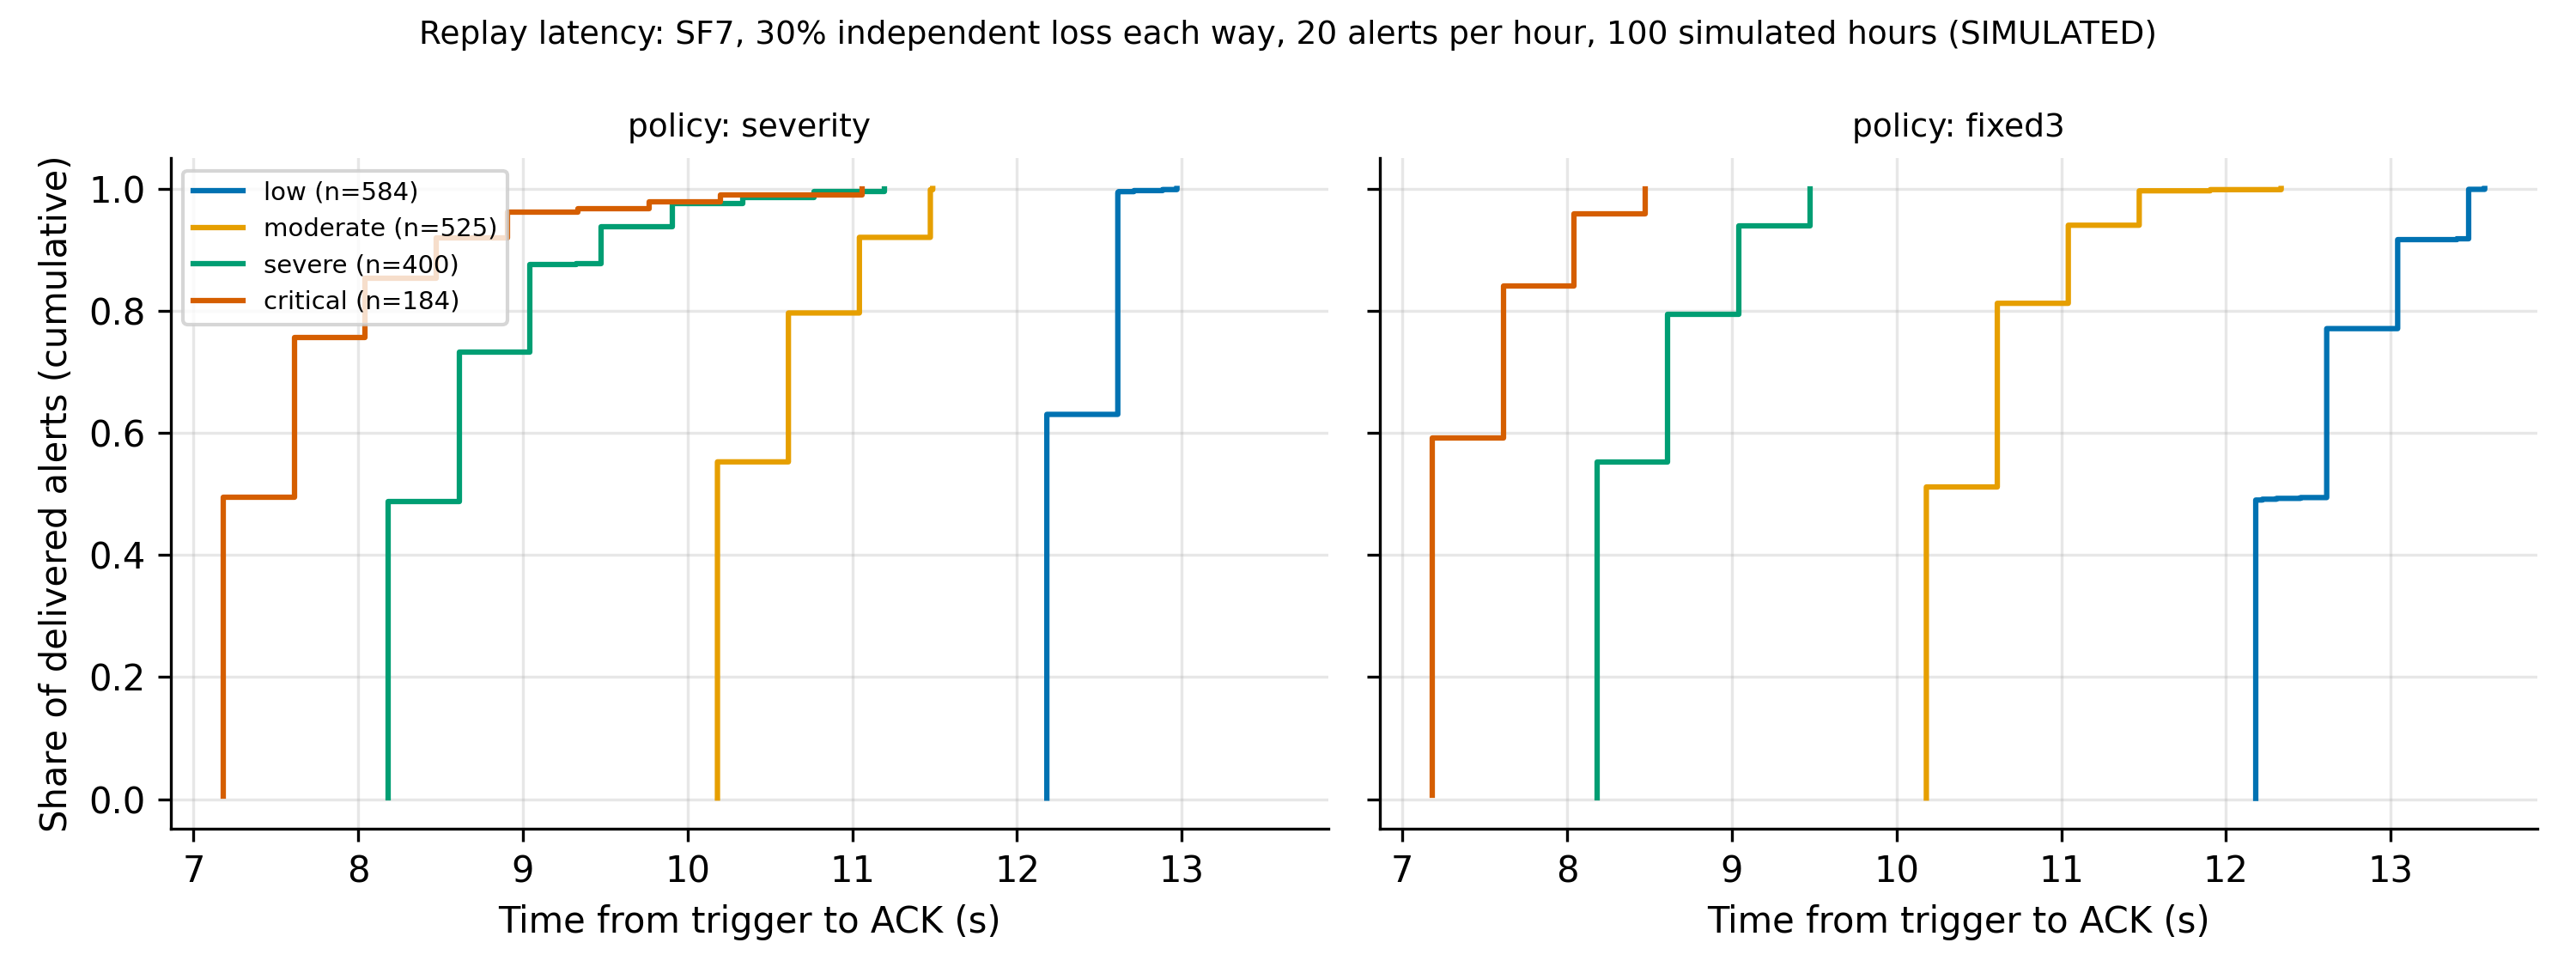 Replay latency: SF7, 30% independent loss each way, 20 alerts per hour, 100 simulated hours (SIMULATED)
policy: severity
Share of delivered alerts (cumulative)
1.0
0.8
0.6
0.4
0.2
0.0
low (n=584)
moderate (n=525)
severe (n=400)
critical (n=184)
7 8 9 10 11 12 13
Time from trigger to ACK (s)
policy: fixed3
7 8 9 10 11 12 13
Time from trigger to ACK (s)